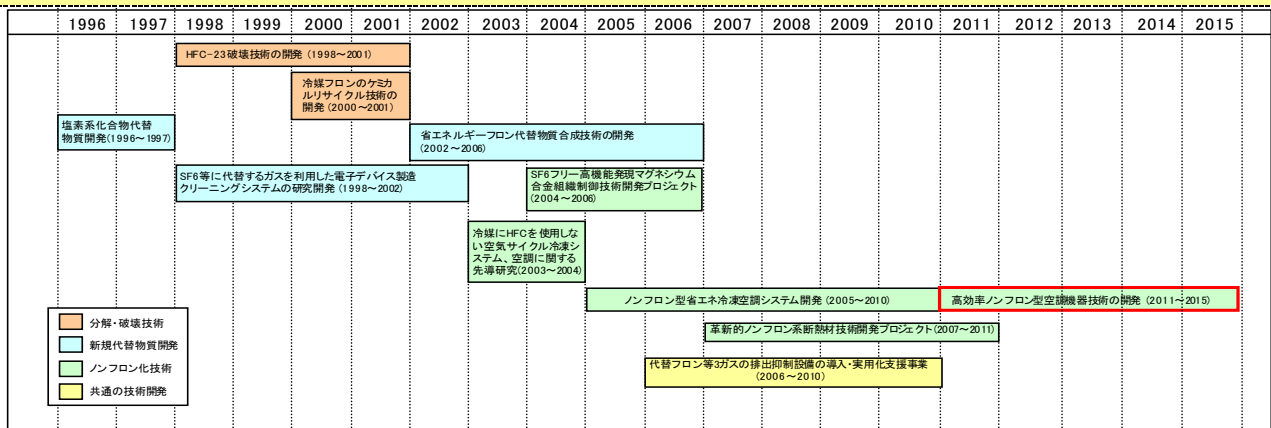 1996 1997 1998 1999 2000 2001 2002 2003 2004 2005 2006 2007 2008 2009 2010 2011 2012 2013 2014 2015
HFC-23破壊技術の開発 (1998～2001)
冷媒フロンのケミカ
ルリサイクル技術の
開発(2000～2001)
塩素系化合物代替
物質開発(1996～1997)
省エネルギーフロン代替物質合成技術の開発
(2002～2006)
SF6等に代替するガスを利用した電子デバイス製造
クリーニングシステムの研究開発 (1998～2002)
SF6フリー高機能発現マグネシウム
合金組織制御技術開発プロジェクト
(2004～2006)
冷媒にHFCを使用しな
い空気サイクル冷凍シ
ステム、空調に関する
先導研究(2003～2004)
ノンフロン型省エネ冷凍空調システム開発 (2005～2010)
高効率ノンフロン型空調機器技術の開発 (2011～2015)
革新的ノンフロン系断熱材技術開発プロジェクト(2007～2011)
代替フロン等3ガスの排出抑制設備の導入・実用化支援事業
(2006～2010)
分解・破壊技術
新規代替物質開発
ノンフロン化技術
共通の技術開発